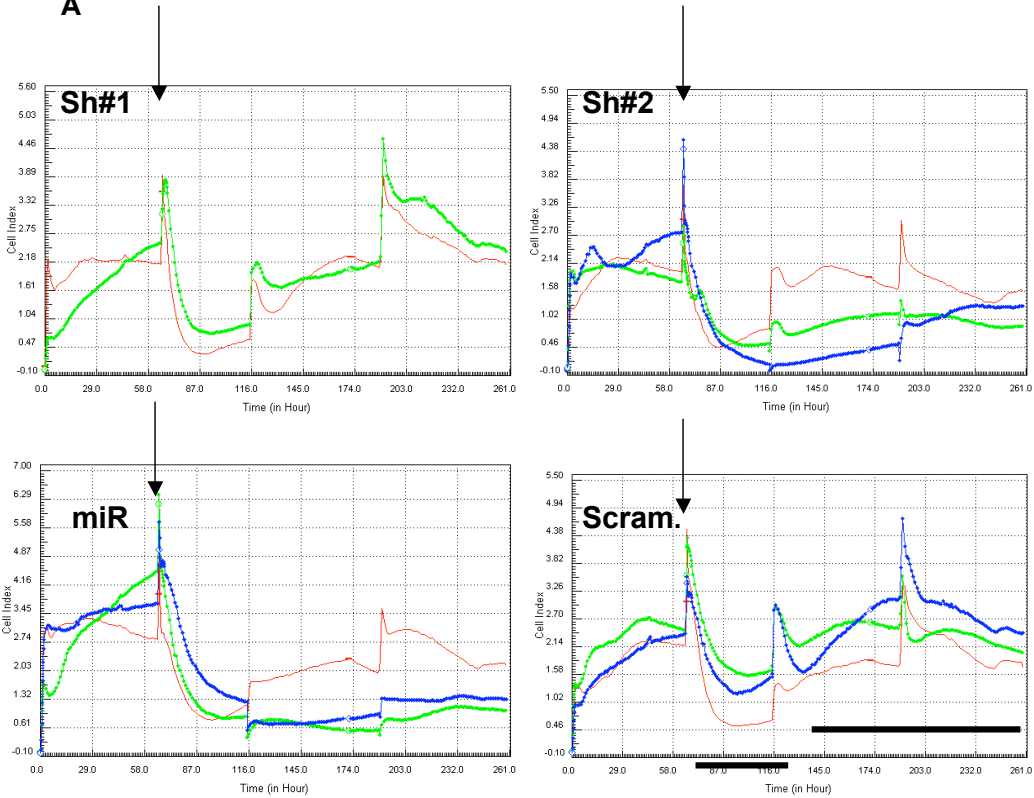 A
Sh#1
5.60
5.03
4.46
3.89
3.32
2.75
2.18
1.61
1.04
0.47
-0.10
Cell Index
0.0 29.0 58.0 87.0 116.0 145.0 174.0 203.0 232.0 261.0
Time (in Hour)
Sh#2
5.50
4.94
4.38
3.82
3.26
2.70
2.14
1.58
1.02
0.46
-0.10
Cell Index
0.0 29.0 58.0 87.0 116.0 145.0 174.0 203.0 232.0 261.0
Time (in Hour)
miR
7.00
6.29
5.58
4.87
4.16
3.45
2.74
2.03
1.32
0.61
-0.10
Cell Index
0.0 29.0 58.0 87.0 116.0 145.0 174.0 203.0 232.0 261.0
Time (in Hour)
Scram.
5.50
4.94
4.38
3.82
3.26
2.70
2.14
1.58
1.02
0.46
-0.10
Cell Index
0.0 29.0 58.0 87.0 116.0 145.0 174.0 203.0 232.0 261.0
Time (in Hour)